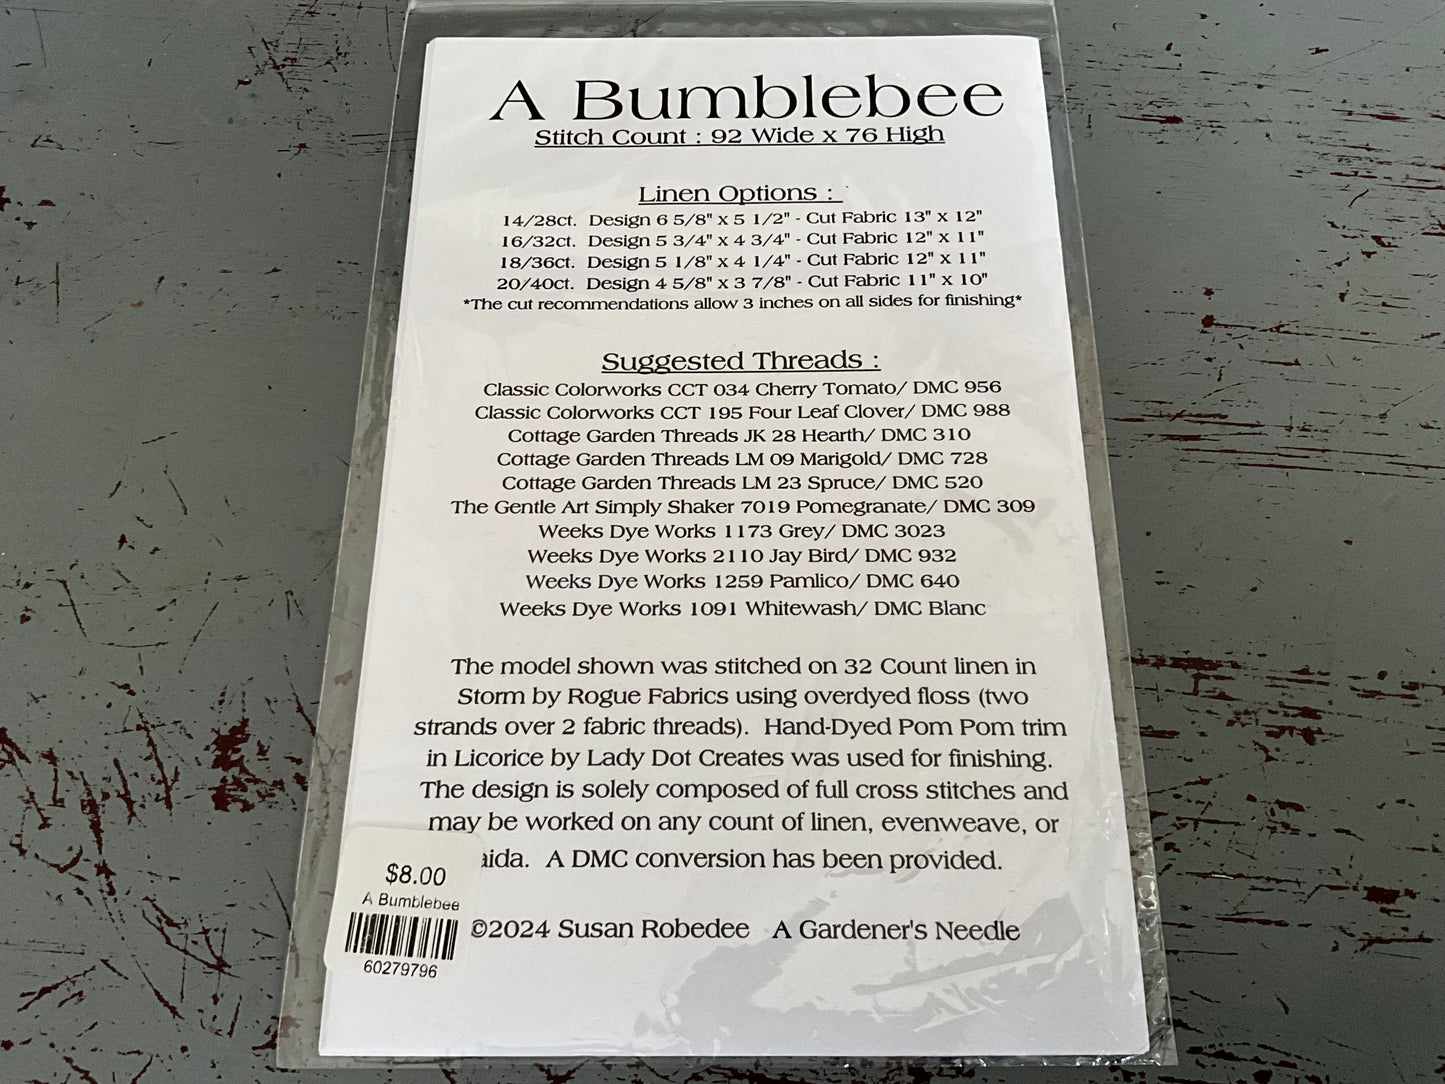 A Bumblebee
Stitch Count : 92 Wide x 76 High
Linen Options :
14/28ct. Design 6 5/8" x 5 1/2" - Cut Fabric 13" x 12"
16/32ct. Design 5 3/4" x 4 3/4" - Cut Fabric 12" x 11"
18/36ct. Design 5 1/8" x 4 1/4" - Cut Fabric 12" x 11"
20/40ct. Design 4 5/8" x 3 7/8" - Cut Fabric 11" x 10"
*The cut recommendations allow 3 inches on all sides for finishing*
Suggested Threads :
Classic Colorworks CCT 034 Cherry Tomato/ DMC 956
Classic Colorworks CCT 195 Four Leaf Clover/ DMC 988
Cottage Garden Threads JK 28 Hearth/ DMC 310
Cottage Garden Threads LM 09 Marigold/ DMC 728
Cottage Garden Threads LM 23 Spruce/ DMC 520
The Gentle Art Simply Shaker 7019 Pomegranate/ DMC 309
Weeks Dye Works 1173 Grey/ DMC 3023
Weeks Dye Works 2110 Jay Bird/ DMC 932
Weeks Dye Works 1259 Pamlico/ DMC 640
Weeks Dye Works 1091 Whitewash/ DMC Blanc
The model shown was stitched on 32 Count linen in
Storm by Rogue Fabrics using overdyed floss (two
strands over 2 fabric threads). Hand-Dyed Pom Pom trim
in Licorice by Lady Dot Creates was used for finishing.
The design is solely composed of full cross stitches and
may be worked on any count of linen, evenweave, or
aida. A DMC conversion has been provided.
©2024 Susan Robedee A Gardener's Needle
$8.00
A Bumblebee
60279796